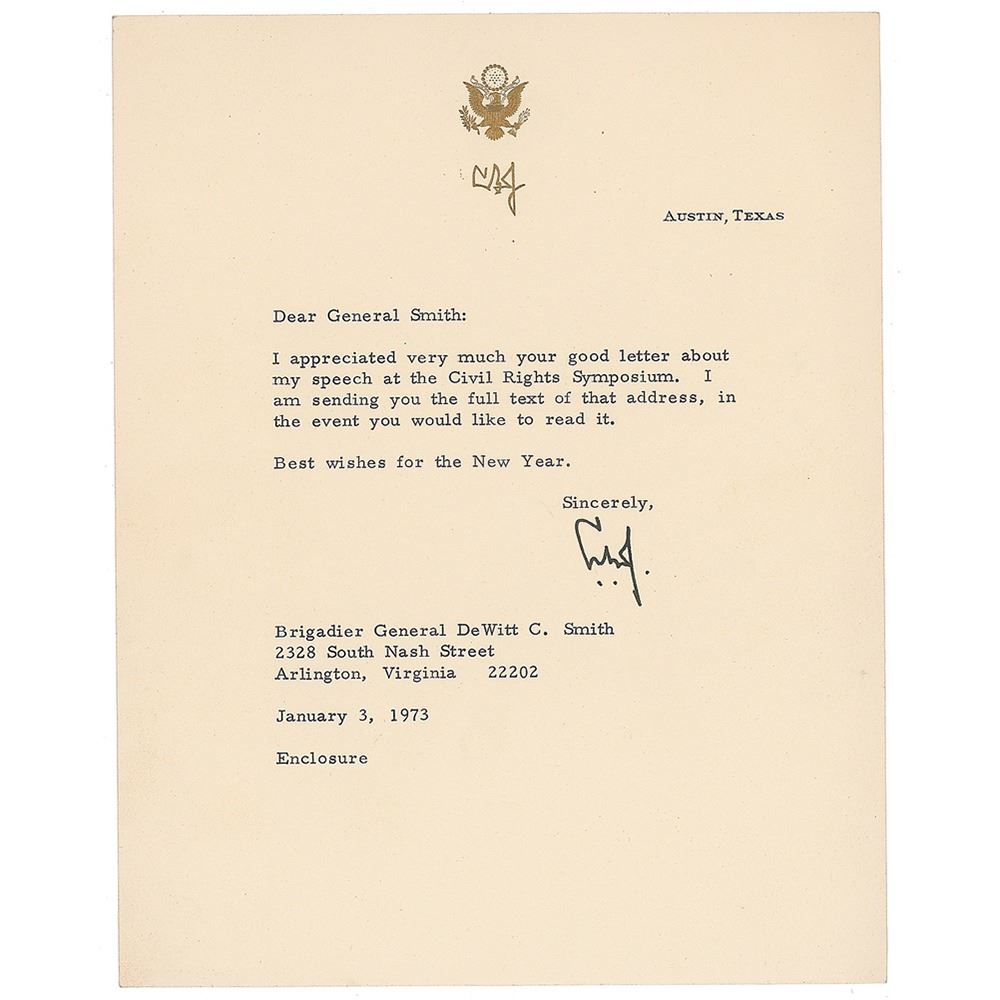 LBJ
AUSTIN, TEXAS
Dear General Smith:
I appreciated very much your good letter about
my speech at the Civil Rights Symposium. I
am sending you the full text of that address, in
the event you would like to read it.
Best wishes for the New Year.
Sincerely,
LBJ.
Brigadier General DeWitt C. Smith
2328 South Nash Street
Arlington, Virginia 22202
January 3, 1973
Enclosure